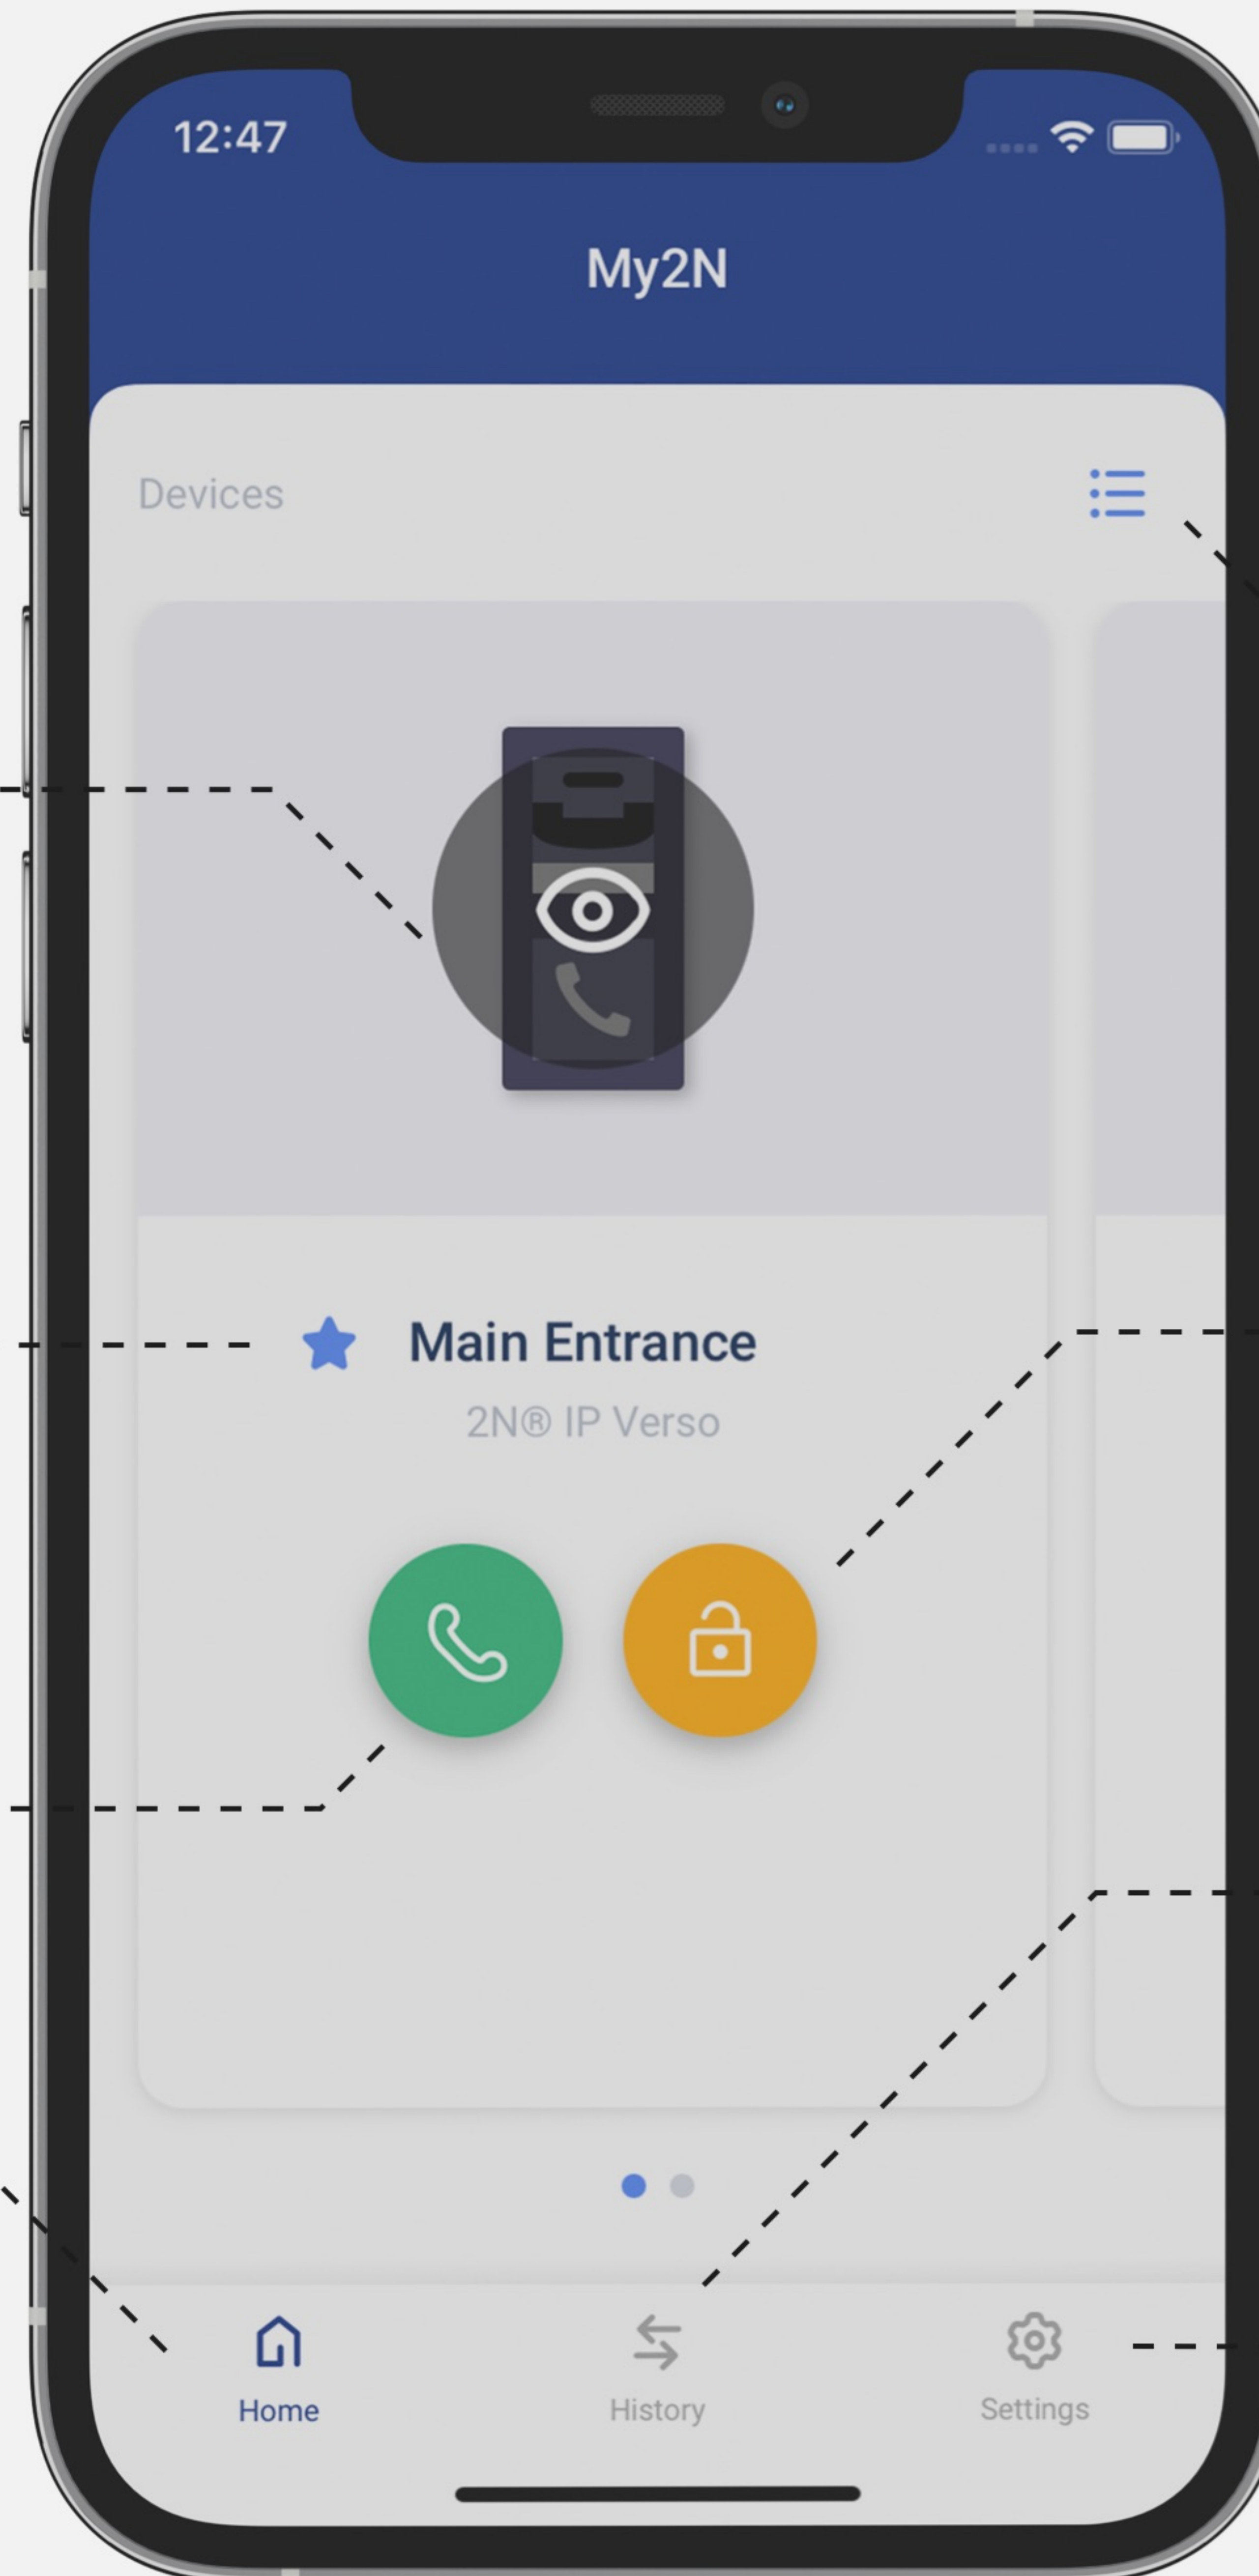 12:47
My2N
Devices
Main Entrance
2N® IP Verso
Home
History
Settings